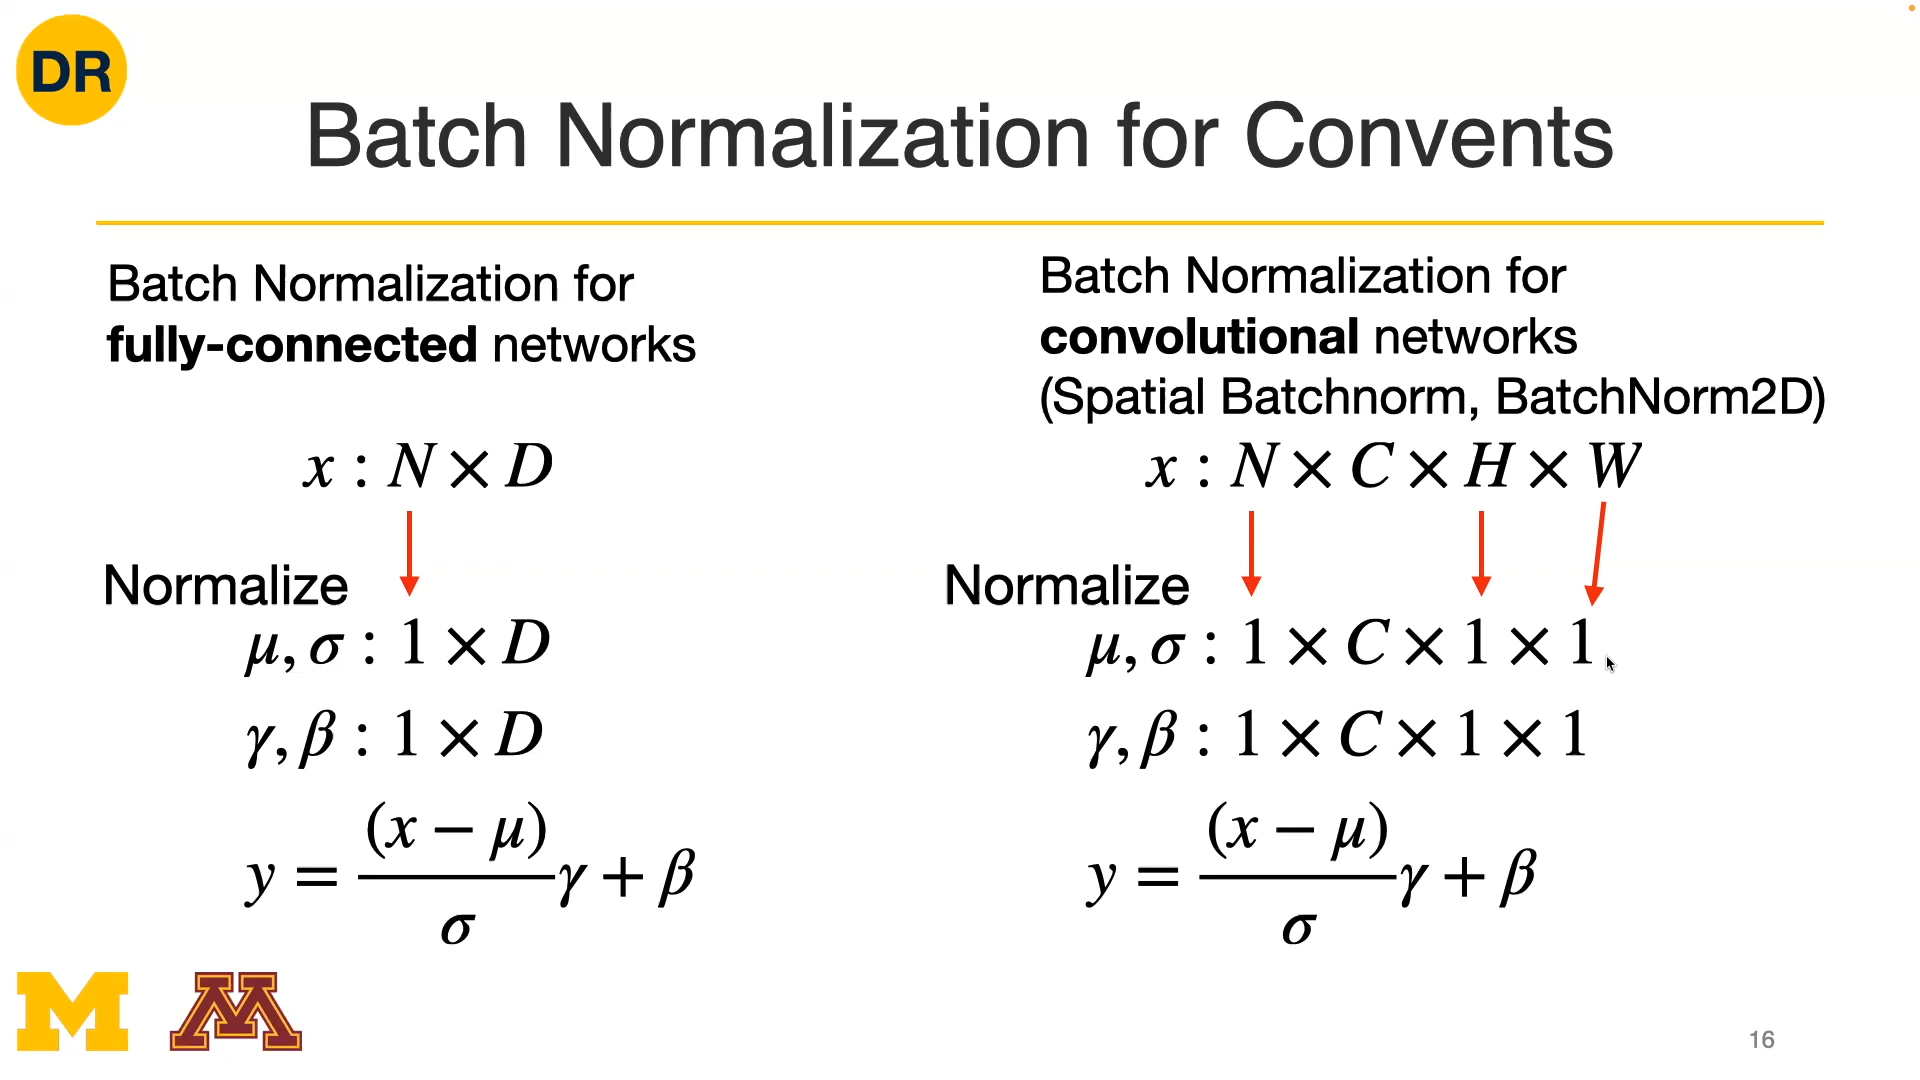 DR
Batch Normalization for Convents
Batch Normalization for
fully-connected networks
x : N × D
Normalize
μ, σ : 1 × D
γ, β : 1 × D
y = (x − μ)/σ γ + β
Batch Normalization for
convolutional networks
(Spatial Batchnorm, BatchNorm2D)
x : N × C × H × W
Normalize
μ, σ : 1 × C × 1 × 1
γ, β : 1 × C × 1 × 1
y = (x − μ)/σ γ + β
M M
16